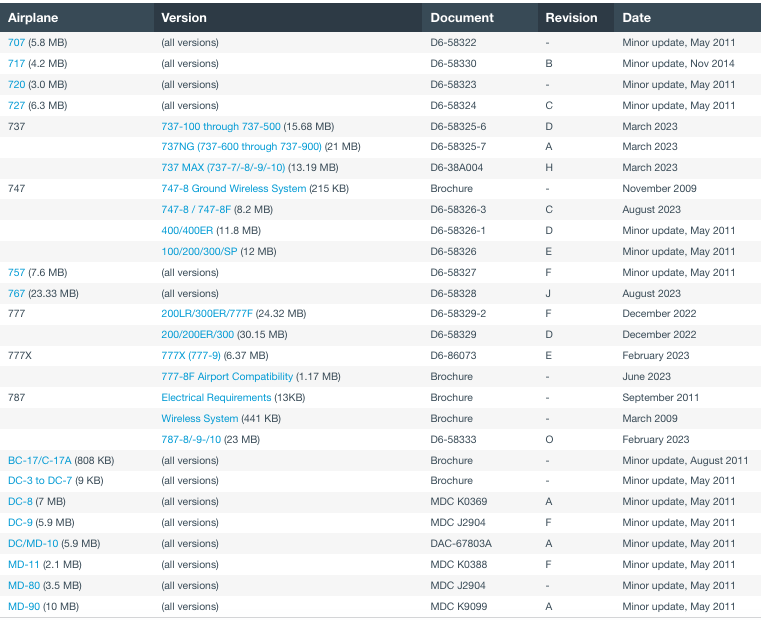 Airplane Version Document Revision Date
707 (5.8 MB) (all versions) D6-58322 - Minor update, May 2011
717 (4.2 MB) (all versions) D6-58330 B Minor update, Nov 2014
720 (3.0 MB) (all versions) D6-58323 - Minor update, May 2011
727 (6.3 MB) (all versions) D6-58324 C Minor update, May 2011
737 737-100 through 737-500 (15.68 MB) D6-58325-6 D March 2023
737NG (737-600 through 737-900) (21 MB) D6-58325-7 A March 2023
737 MAX (737-7/-8/-9/-10) (13.19 MB) D6-38A004 H March 2023
747 747-8 Ground Wireless System (215 KB) Brochure - November 2009
747-8 / 747-8F (8.2 MB) D6-58326-3 C August 2023
400/400ER (11.8 MB) D6-58326-1 D Minor update, May 2011
100/200/300/SP (12 MB) D6-58326 E Minor update, May 2011
757 (7.6 MB) (all versions) D6-58327 F Minor update, May 2011
767 (23.33 MB) (all versions) D6-58328 J August 2023
777 200LR/300ER/777F (24.32 MB) D6-58329-2 F December 2022
200/200ER/300 (30.15 MB) D6-58329 D December 2022
777X 777X (777-9) (6.37 MB) D6-86073 E February 2023
777-8F Airport Compatibility (1.17 MB) Brochure - June 2023
787 Electrical Requirements (13KB) Brochure - September 2011
Wireless System (441 KB) Brochure - March 2009
787-8/-9/-10 (23 MB) D6-58333 O February 2023
BC-17/C-17A (808 KB) (all versions) Brochure - Minor update, August 2011
DC-3 to DC-7 (9 KB) (all versions) Brochure - Minor update, May 2011
DC-8 (7 MB) (all versions) MDC K0369 A Minor update, May 2011
DC-9 (5.9 MB) (all versions) MDC J2904 F Minor update, May 2011
DC/MD-10 (5.9 MB) (all versions) DAC-67803A A Minor update, May 2011
MD-11 (2.1 MB) (all versions) MDC K0388 F Minor update, May 2011
MD-80 (3.5 MB) (all versions) MDC J2904 - Minor update, May 2011
MD-90 (10 MB) (all versions) MDC K9099 A Minor update, May 2011